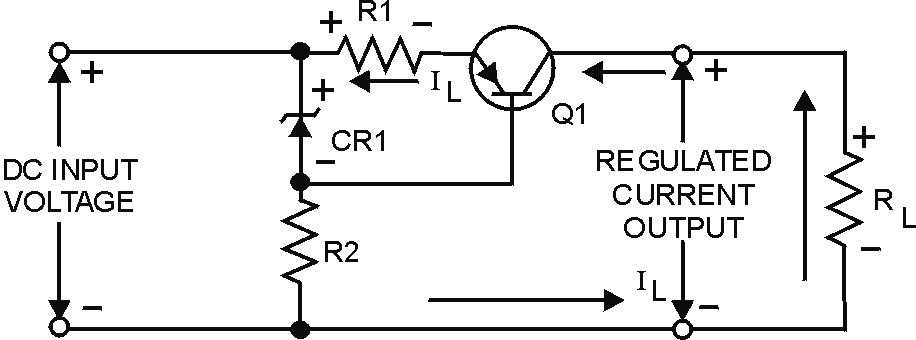 + R1 −
+ I L + +
Q1
CR1
DC INPUT
VOLTAGE
−
REGULATED
CURRENT
OUTPUT
+
R L
−
R2
I L
− −